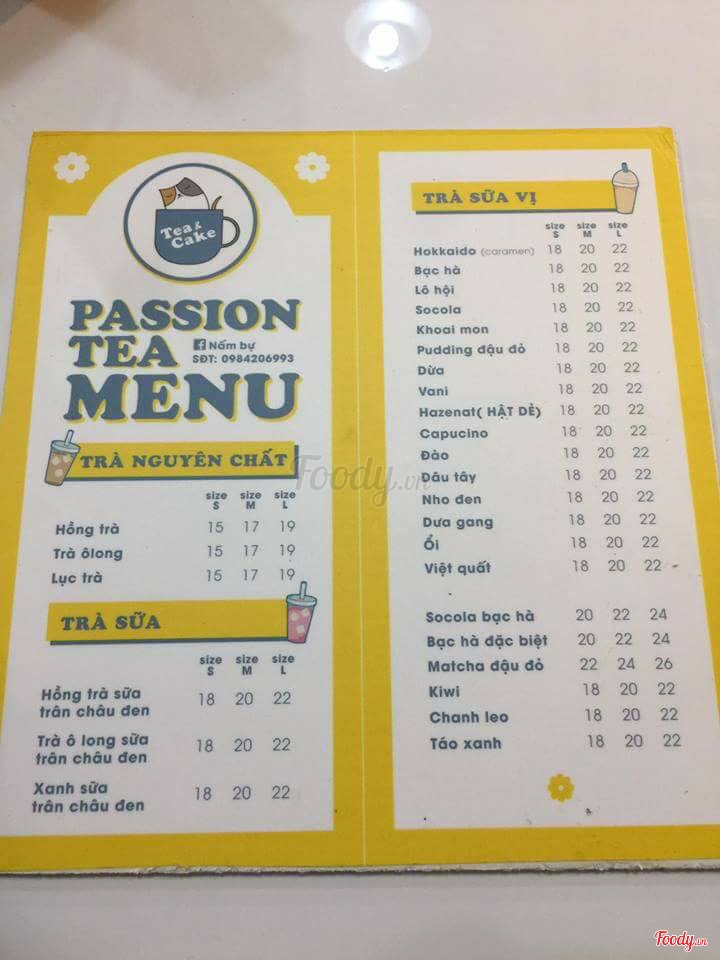 Tea &
Cake
PASSION
TEA
Nấm bự
SĐT: 0984206993
MENU
TRÀ NGUYÊN CHẤT
size S size M size L
Hồng trà 15 17 19
Trà ôlong 15 17 19
Lục trà 15 17 19
TRÀ SỮA
size S size M size L
Hồng trà sữa
trân châu đen 18 20 22
Trà ô long sữa
trân châu đen 18 20 22
Xanh sữa
trân châu đen 18 20 22
TRÀ SỮA VỊ
size S size M size L
Hokkaido (caramen) 18 20 22
Bạc hà 18 20 22
Lô hội 18 20 22
Socola 18 20 22
Khoai mon 18 20 22
Pudding đậu đỏ 18 20 22
Dừa 18 20 22
Vani 18 20 22
Hazenat( HẬT DẺ) 18 20 22
Capucino 18 20 22
Đào 18 20 22
Đâu tây 18 20 22
Nho đen 18 20 22
Dưa gang 18 20 22
Ổi 18 20 22
Việt quất 18 20 22
Socola bạc hà 20 22 24
Bạc hà đặc biệt 20 22 24
Matcha đậu đỏ 22 24 26
Kiwi 18 20 22
Chanh leo 18 20 22
Táo xanh 18 20 22
Foody.vn
Foody.vn